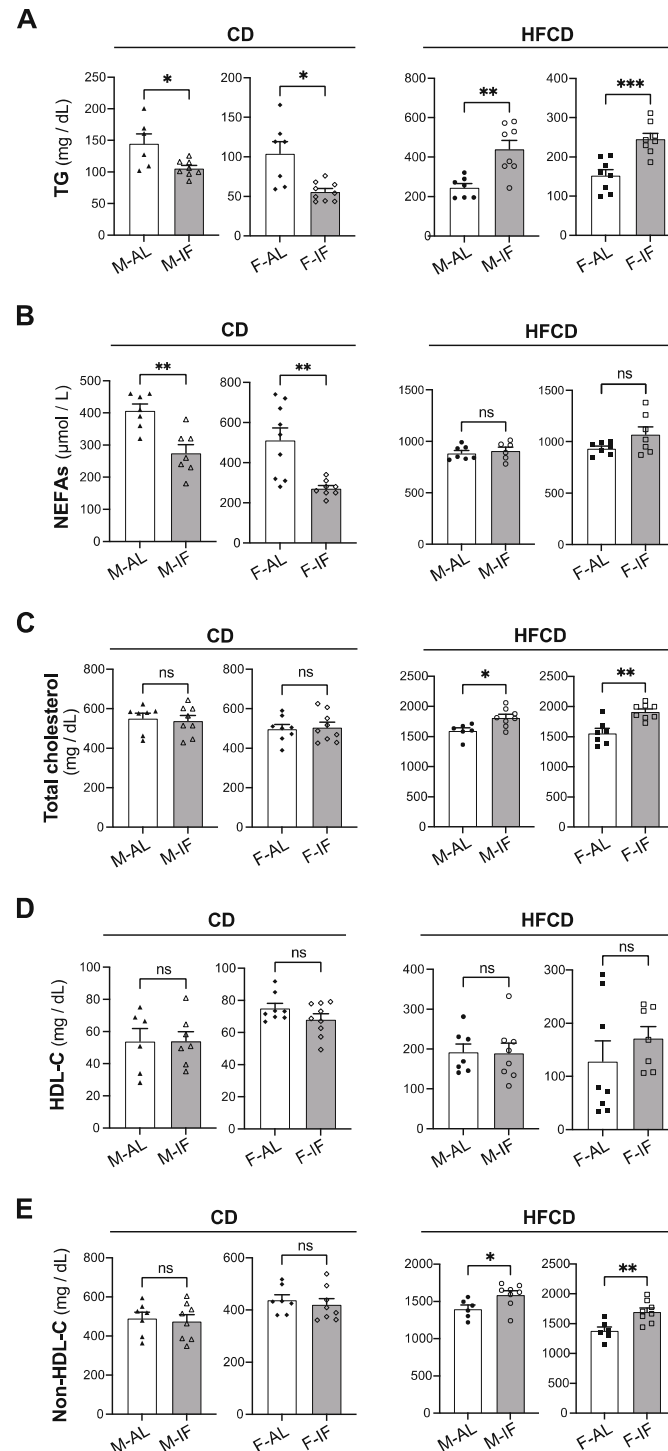 A
CD
HFCD
TG (mg / dL)
250
200
150
100
50
0
*
M-AL
M-IF
200
150
100
50
0
*
F-AL
F-IF
800
600
400
200
0
**
M-AL
M-IF
400
300
200
100
0
***
F-AL
F-IF
B
CD
HFCD
NEFAs (μmol / L)
500
400
300
200
100
0
**
M-AL
M-IF
800
600
400
200
0
**
F-AL
F-IF
1500
1000
500
0
ns
M-AL
M-IF
1500
1000
500
0
ns
F-AL
F-IF
C
CD
HFCD
Total cholesterol
(mg / dL)
800
600
400
200
0
ns
M-AL
M-IF
800
600
400
200
0
ns
F-AL
F-IF
2500
2000
1500
1000
500
0
*
M-AL
M-IF
2500
2000
1500
1000
500
0
**
F-AL
F-IF
D
CD
HFCD
HDL-C (mg / dL)
100
80
60
40
20
0
ns
M-AL
M-IF
100
80
60
40
20
0
ns
F-AL
F-IF
400
300
200
100
0
ns
M-AL
M-IF
300
200
100
0
ns
F-AL
F-IF
E
CD
HFCD
Non-HDL-C (mg / dL)
800
600
400
200
0
ns
M-AL
M-IF
600
400
200
0
ns
F-AL
F-IF
2000
1500
1000
500
0
*
M-AL
M-IF
2500
2000
1500
1000
500
0
**
F-AL
F-IF